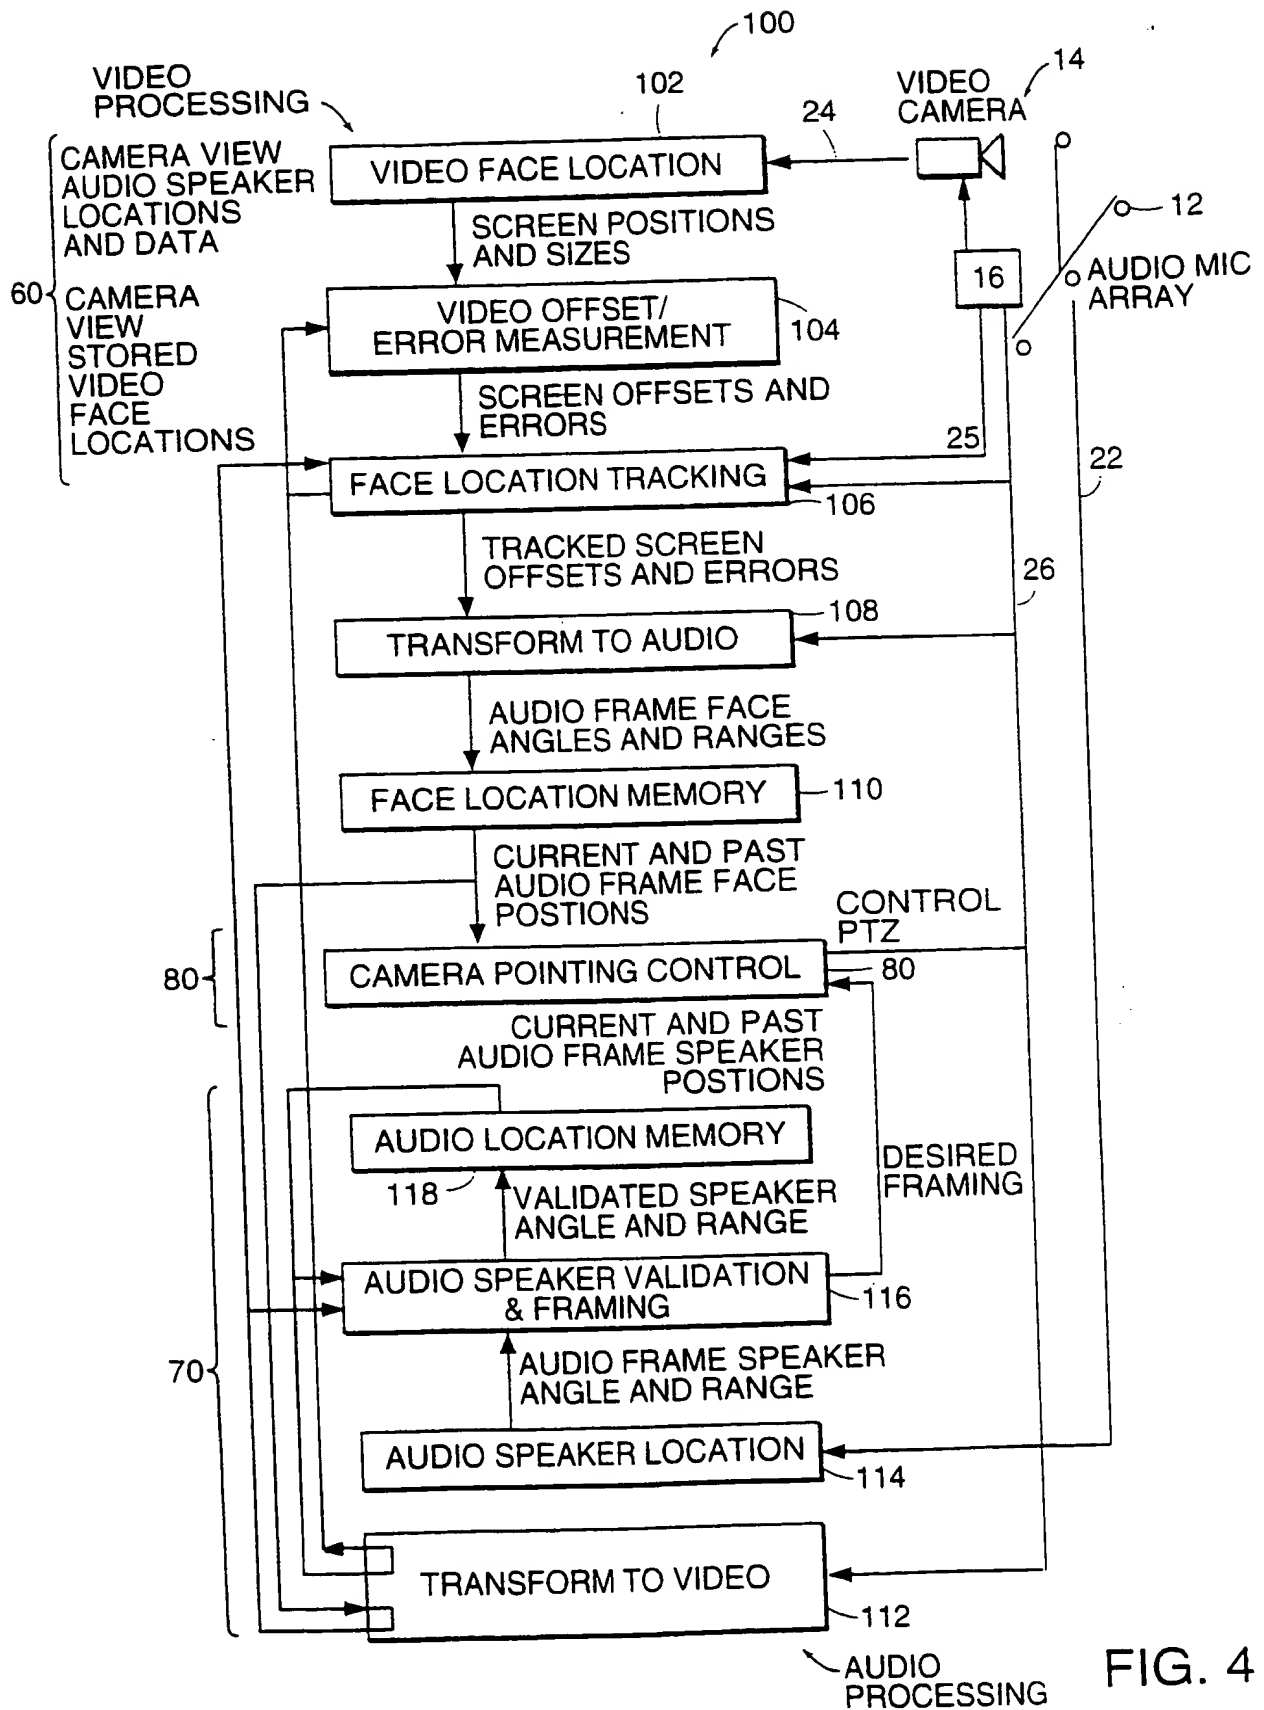 100
VIDEO
PROCESSING
102
24
VIDEO
CAMERA
14
CAMERA VIEW
AUDIO SPEAKER
LOCATIONS
AND DATA
VIDEO FACE LOCATION
12
SCREEN POSITIONS
AND SIZES
16
AUDIO MIC
ARRAY
60
CAMERA
VIEW
STORED
VIDEO
FACE
LOCATIONS
VIDEO OFFSET/
ERROR MEASUREMENT
104
SCREEN OFFSETS AND
ERRORS
25
22
FACE LOCATION TRACKING
106
TRACKED SCREEN
OFFSETS AND ERRORS
26
108
TRANSFORM TO AUDIO
AUDIO FRAME FACE
ANGLES AND RANGES
FACE LOCATION MEMORY
110
CURRENT AND PAST
AUDIO FRAME FACE
POSTIONS
CONTROL
PTZ
80
CAMERA POINTING CONTROL
80
CURRENT AND PAST
AUDIO FRAME SPEAKER
POSTIONS
AUDIO LOCATION MEMORY
118
VALIDATED SPEAKER
ANGLE AND RANGE
DESIRED
FRAMING
AUDIO SPEAKER VALIDATION
& FRAMING
116
70
AUDIO FRAME SPEAKER
ANGLE AND RANGE
AUDIO SPEAKER LOCATION
114
TRANSFORM TO VIDEO
112
AUDIO
PROCESSING
FIG. 4